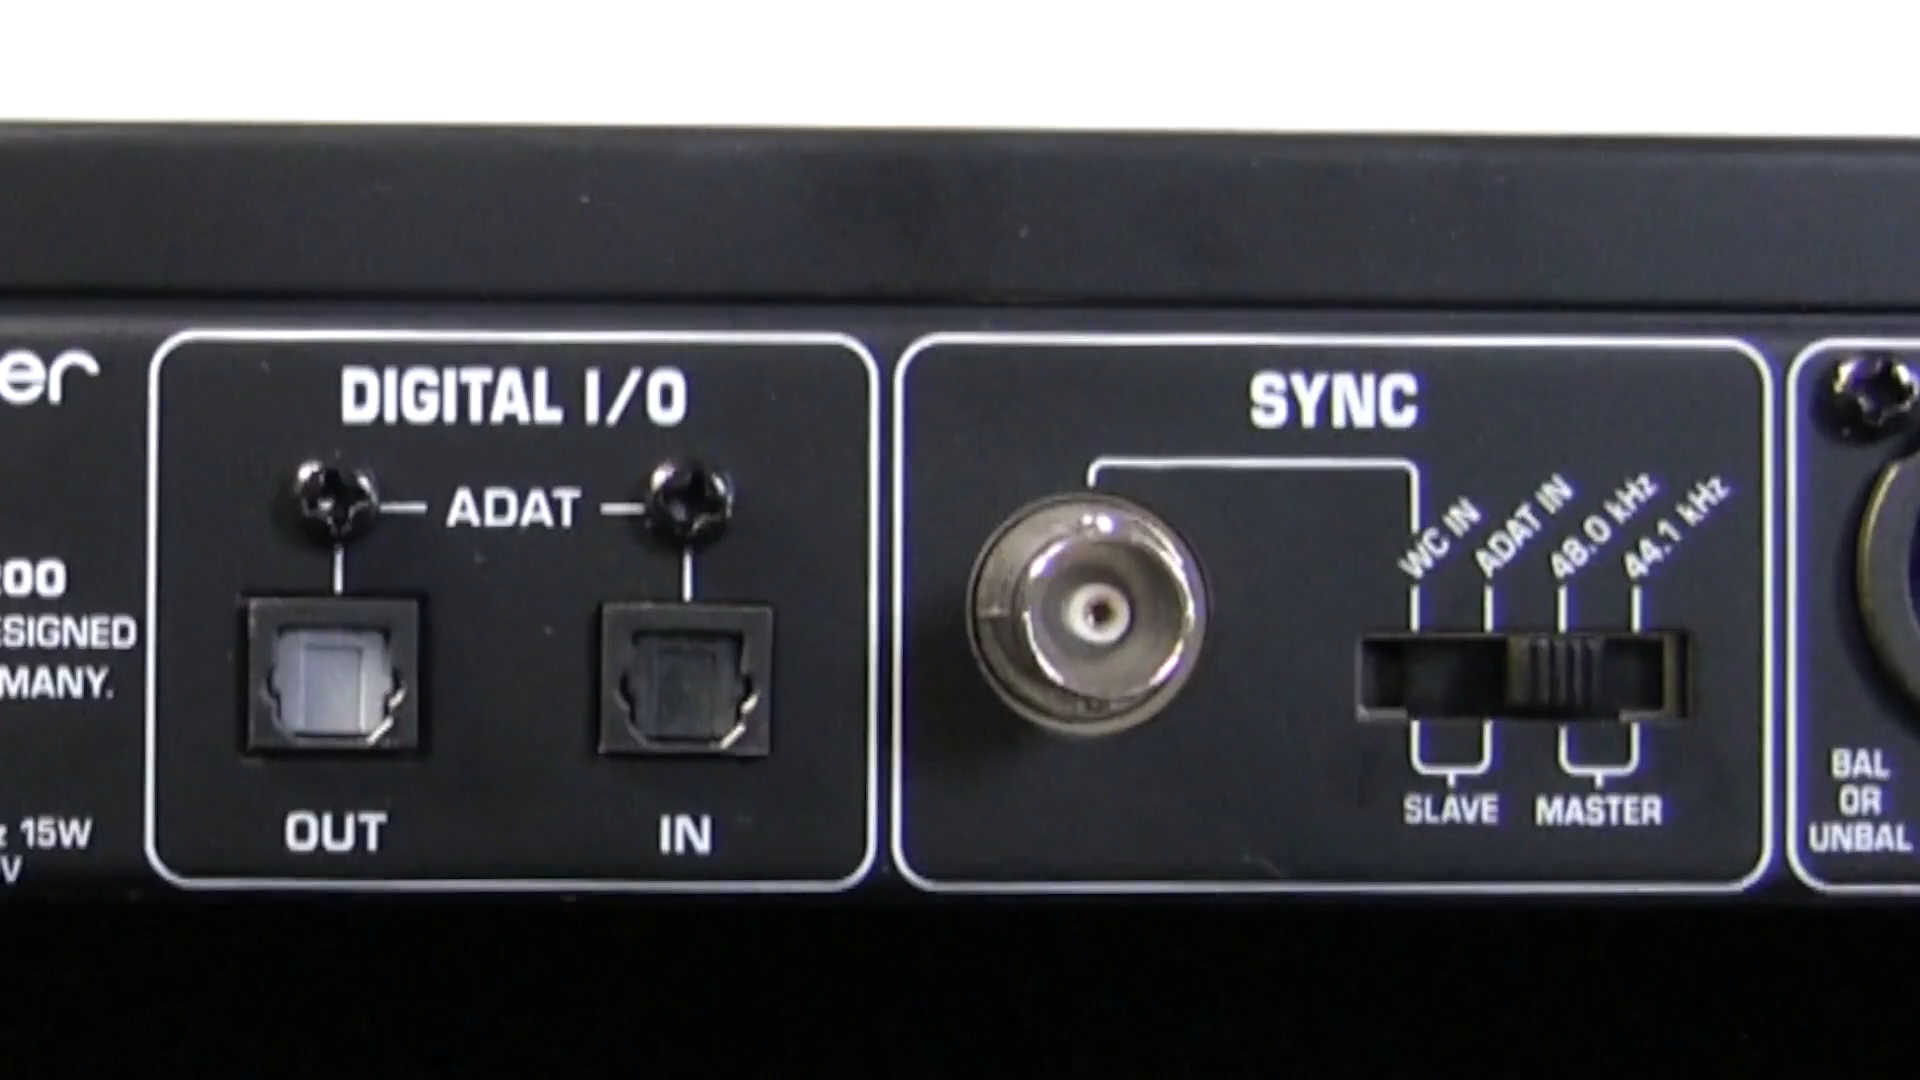 er
200
ESIGNED
MANY.
z 15W
V
DIGITAL I/O
ADAT
OUT
IN
SYNC
WC IN
ADAT IN
48.0 kHz
44.1 kHz
SLAVE
MASTER
BAL
OR
UNBAL